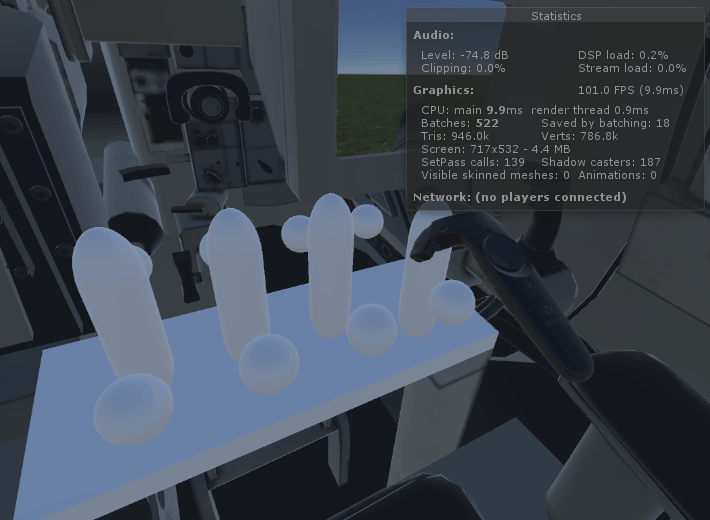 Statistics
Audio:
Level: -74.8 dB DSP load: 0.2%
Clipping: 0.0% Stream load: 0.0%
Graphics: 101.0 FPS (9.9ms)
CPU: main 9.9ms render thread 0.9ms
Batches: 522 Saved by batching: 18
Tris: 946.0k Verts: 786.8k
Screen: 717x532 - 4.4 MB
SetPass calls: 139 Shadow casters: 187
Visible skinned meshes: 0 Animations: 0
Network: (no players connected)